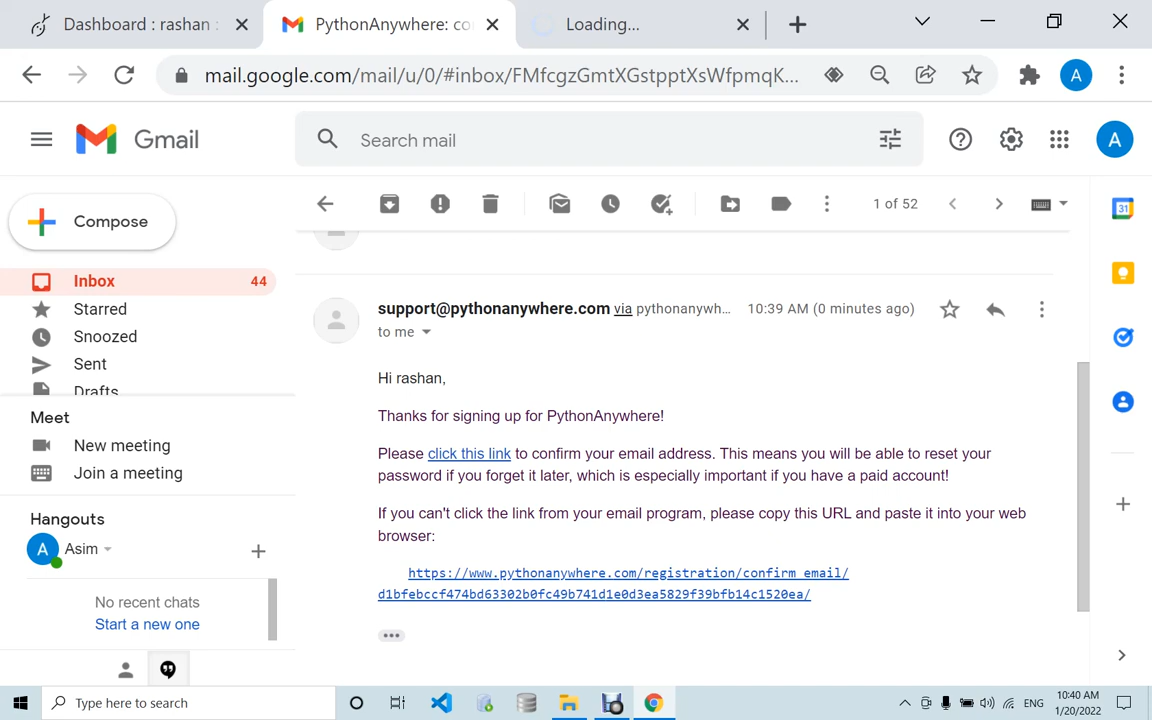 Dashboard : rashan :
PythonAnywhere: co
Loading...
mail.google.com/mail/u/0/#inbox/FMfcgzGmtXGstpptXsWfpmqK...
A
Gmail
Search mail
A
Compose
1 of 52
31
Inbox 44
Starred
Snoozed
Sent
Drafts
Meet
New meeting
Join a meeting
Hangouts
A Asim
No recent chats
Start a new one
support@pythonanywhere.com via pythonanywh... 10:39 AM (0 minutes ago)
to me
Hi rashan,
Thanks for signing up for PythonAnywhere!
Please click this link to confirm your email address. This means you will be able to reset your
password if you forget it later, which is especially important if you have a paid account!
If you can't click the link from your email program, please copy this URL and paste it into your web
browser:
https://www.pythonanywhere.com/registration/confirm_email/
d1bfebccf474bd63302b0fc49b741d1e0d3ea5829f39bfb14c1520ea/
Type here to search
ENG
10:40 AM
1/20/2022